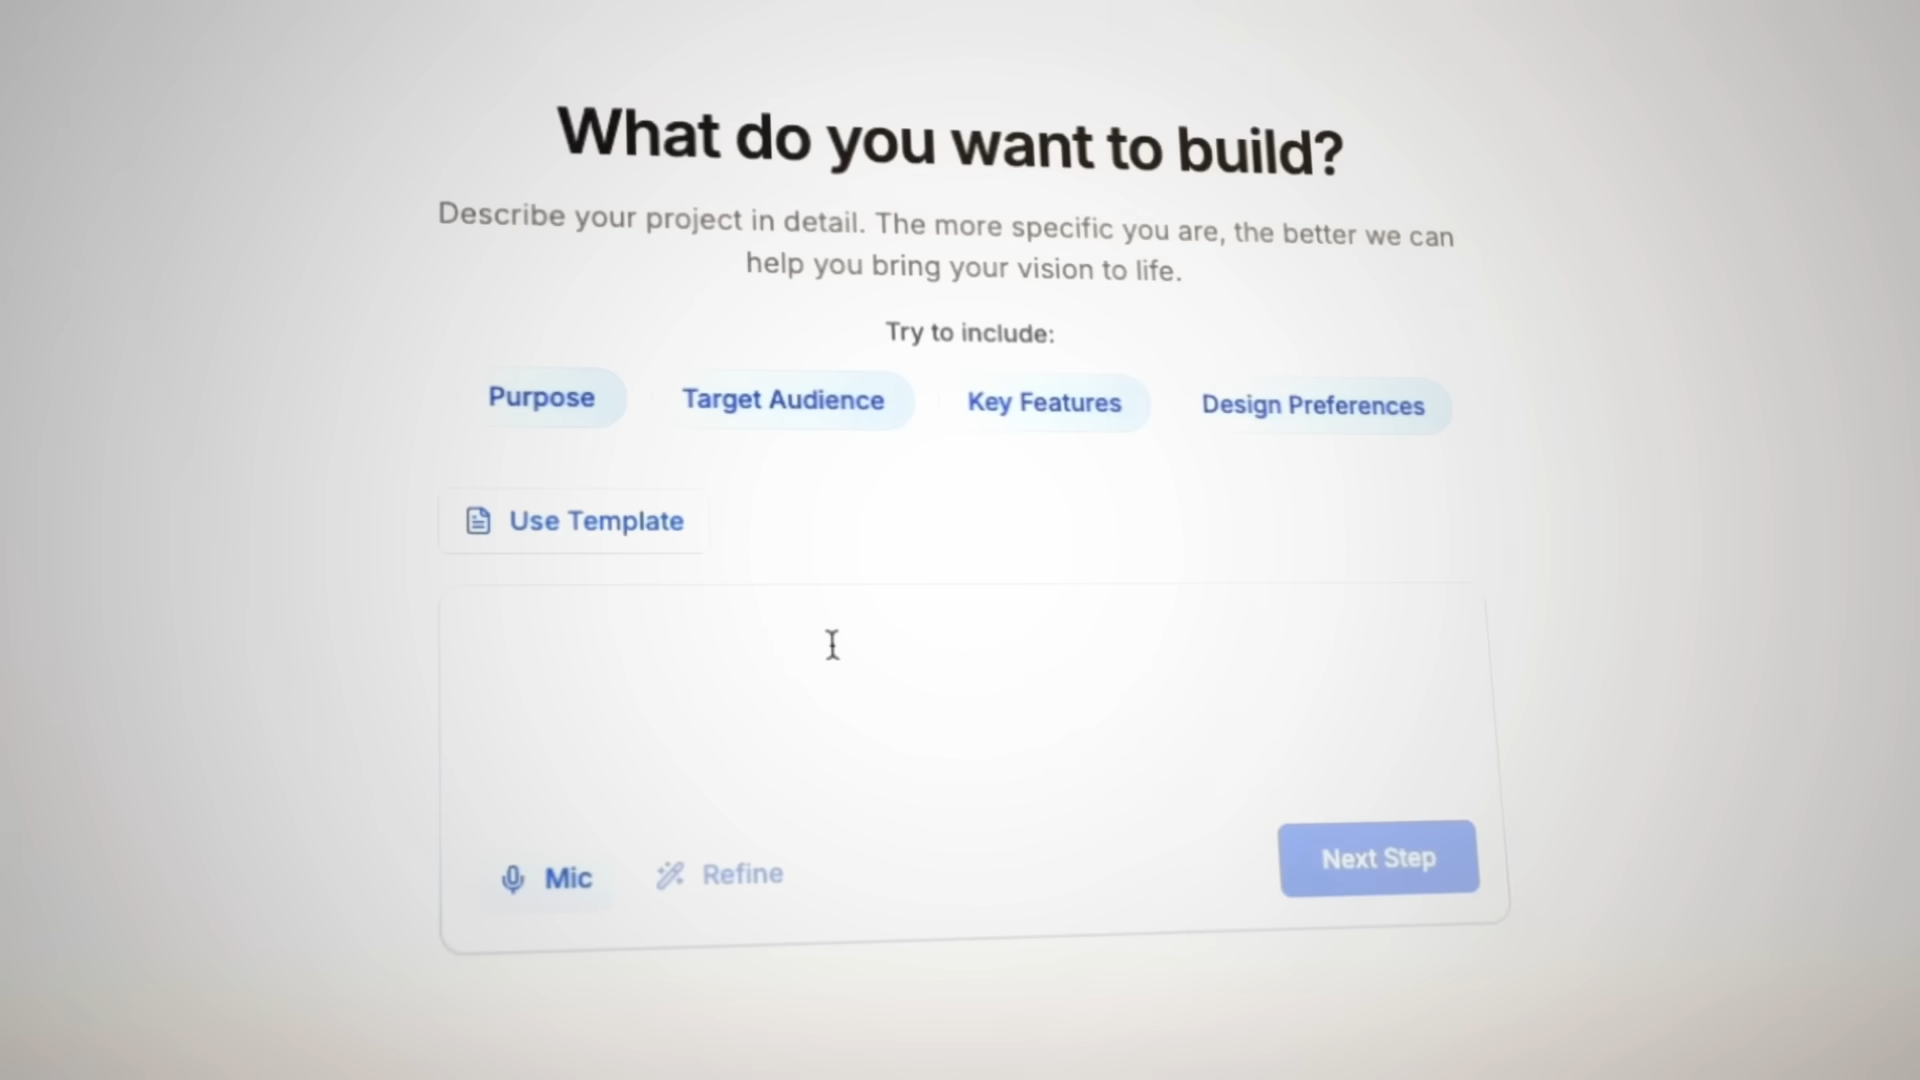 What do you want to build?
Describe your project in detail. The more specific you are, the better we can
help you bring your vision to life.
Try to include:
Purpose
Target Audience
Key Features
Design Preferences
Use Template
Mic
Refine
Next Step